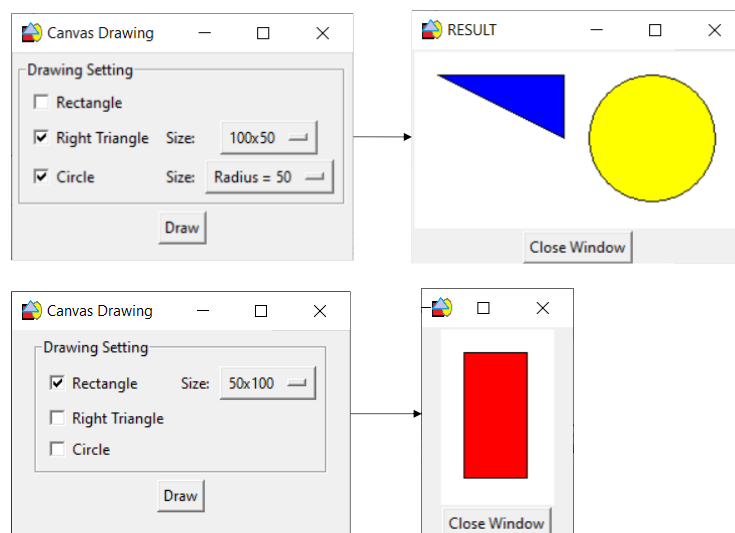 Canvas Drawing
Drawing Setting
Rectangle
Right Triangle Size: 100x50
Circle Size: Radius = 50
Draw
RESULT
Close Window
Canvas Drawing
Drawing Setting
Rectangle Size: 50x100
Right Triangle
Circle
Draw
Close Window